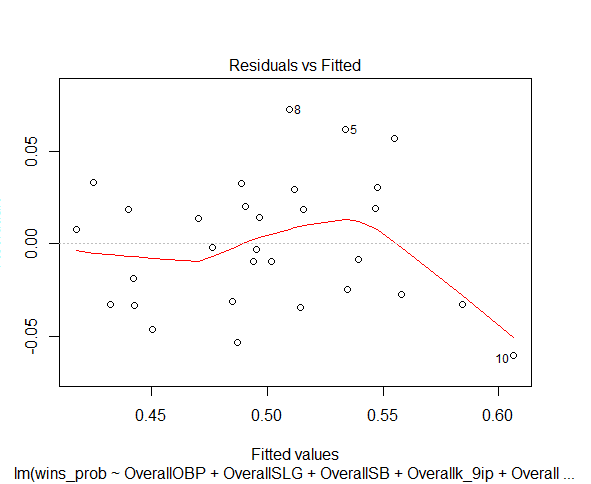 Residuals vs Fitted
8
5
10
0.05
0.00
-0.05
0.45 0.50 0.55 0.60
Fitted values
lm(wins_prob ~ OverallOBP + OverallSLG + OverallSB + Overallk_9ip + Overall ...